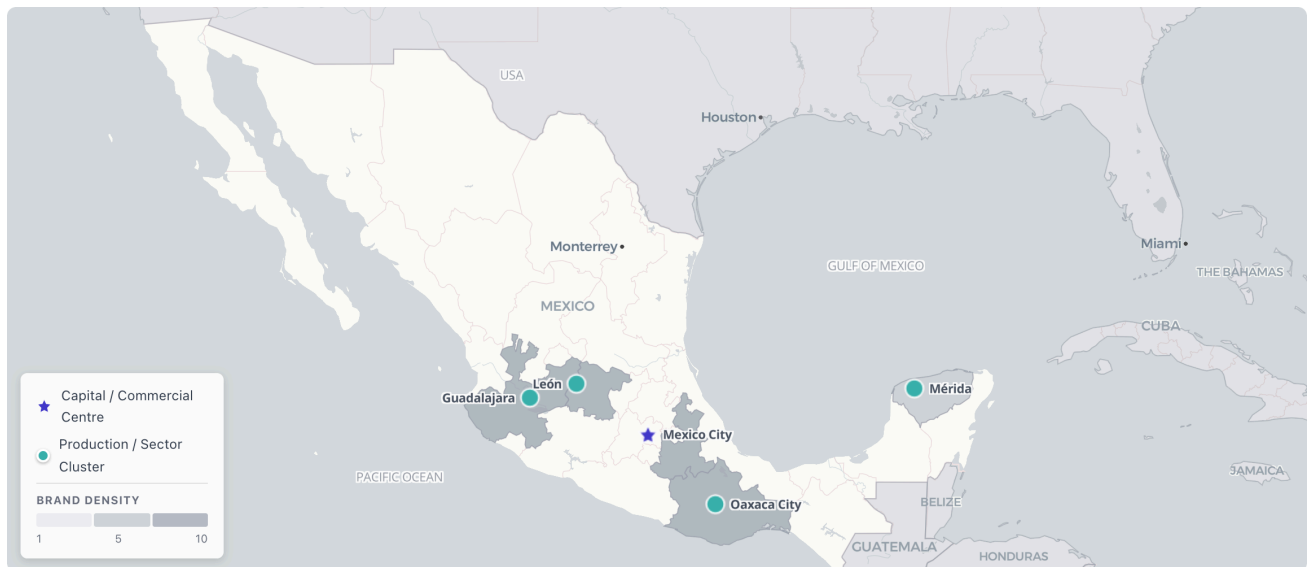 USA
Houston
Monterrey
Miami
GULF OF MEXICO
THE BAHAMAS
MEXICO
CUBA
León
Guadalajara
Mérida
Mexico City
PACIFIC OCEAN
JAMAICA
Oaxaca City
BELIZE
GUATEMALA
HONDURAS
Capital / Commercial
Centre
Production / Sector
Cluster
BRAND DENSITY
1 5 10